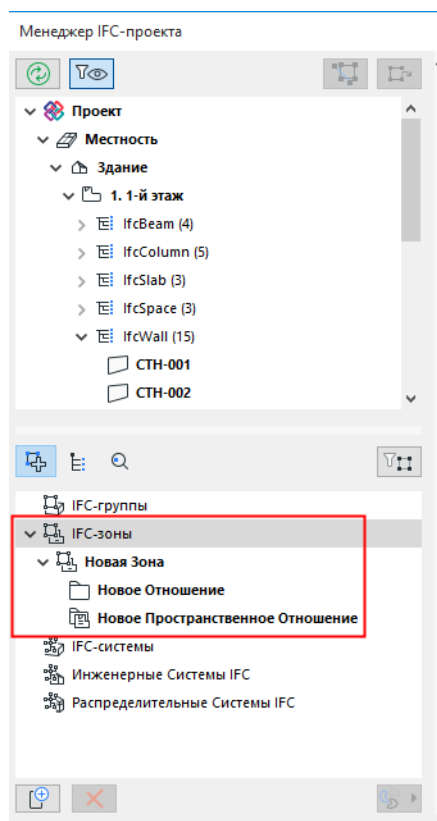 Менеджер IFC-проекта
Проект
Местность
Здание
1. 1-й этаж
IfcBeam (4)
IfcColumn (5)
IfcSlab (3)
IfcSpace (3)
IfcWall (15)
СТН-001
СТН-002
IFC-группы
IFC-зоны
Новая Зона
Новое Отношение
Новое Пространственное Отношение
IFC-системы
Инженерные Системы IFC
Распределительные Системы IFC